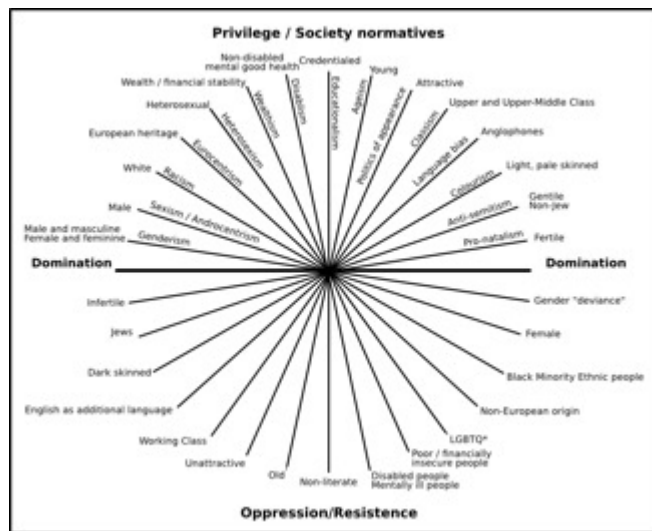 Privilege / Society normatives
Non-disabled
mental good health
Credentialed
Young
Wealth / financial stability
Attractive
Heterosexual
Upper and Upper-Middle Class
European heritage
Anglophones
White
Light, pale skinned
Male
Gentile
Non-Jew
Male and masculine
Female and feminine
Fertile
Genderism
Sexism / Androcentrism
Racism
Eurocentrism
Heterosexism
Wealthism
Disablism
Educationalism
Ageism
Politics of appearance
Classism
Language bias
Colourism
Anti-semitism
Pro-natalism
Domination
Domination
Infertile
Gender "deviance"
Jews
Female
Dark skinned
Black Minority Ethnic people
English as additional language
Non-European origin
Working Class
LGBTQ*
Unattractive
Poor / financially
insecure people
Old
Non-literate
Disabled people
Mentally ill people
Oppression/Resistence